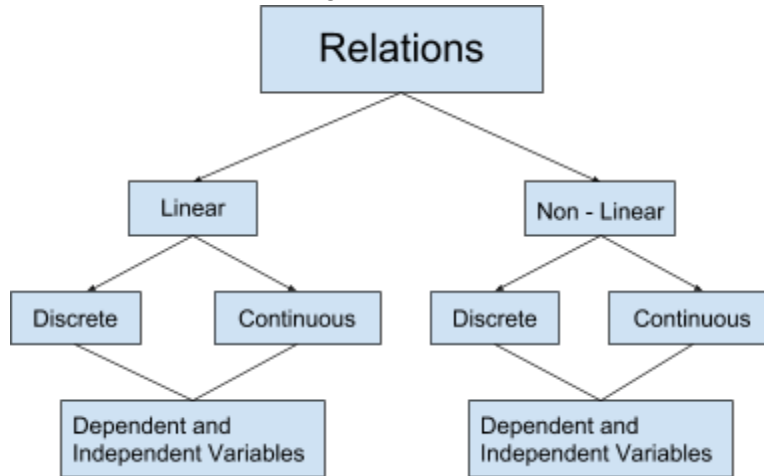 Relations
Linear
Non - Linear
Discrete
Continuous
Discrete
Continuous
Dependent and
Independent Variables
Dependent and
Independent Variables